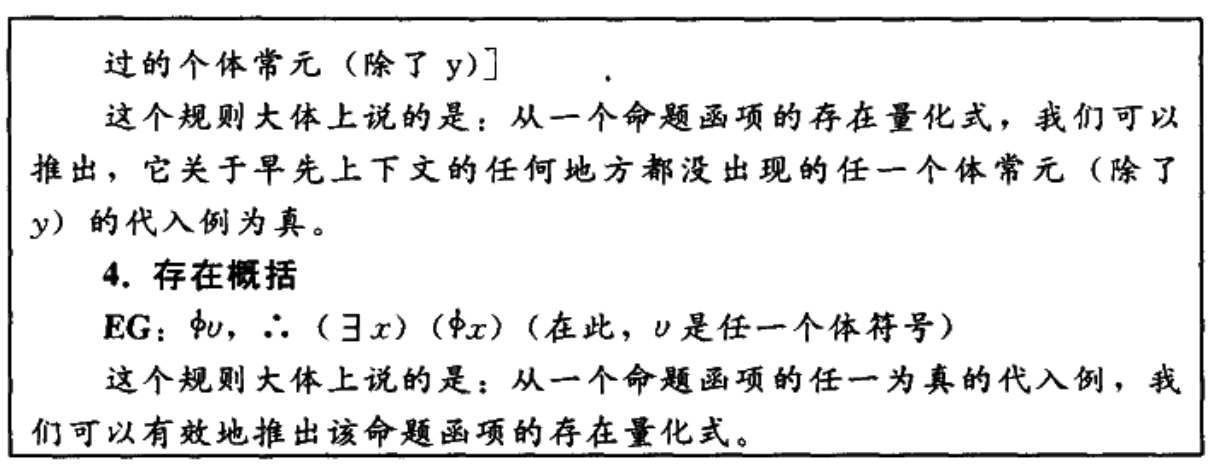 过的个体常元（除了 y）］
这个规则大体上说的是：从一个命题函项的存在量化式，我们可以
推出，它关于早先上下文的任何地方都没出现的任一个体常元（除了
y）的代入例为真。
4. 存在概括
EG：ϕυ，∴（∃x）（ϕx）（在此，υ是任一个体符号）
这个规则大体上说的是：从一个命题函项的任一为真的代入例，我
们可以有效地推出该命题函项的存在量化式。